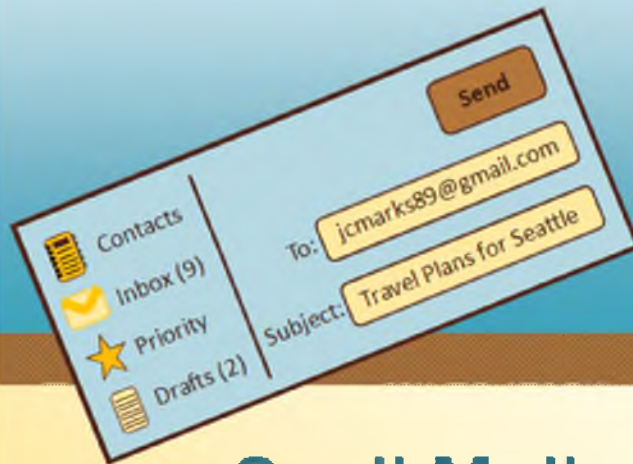 Send
Contacts
Inbox (9)
Priority
Drafts (2)
To: jcmarks89@gmail.com
Subject: Travel Plans for Seattle